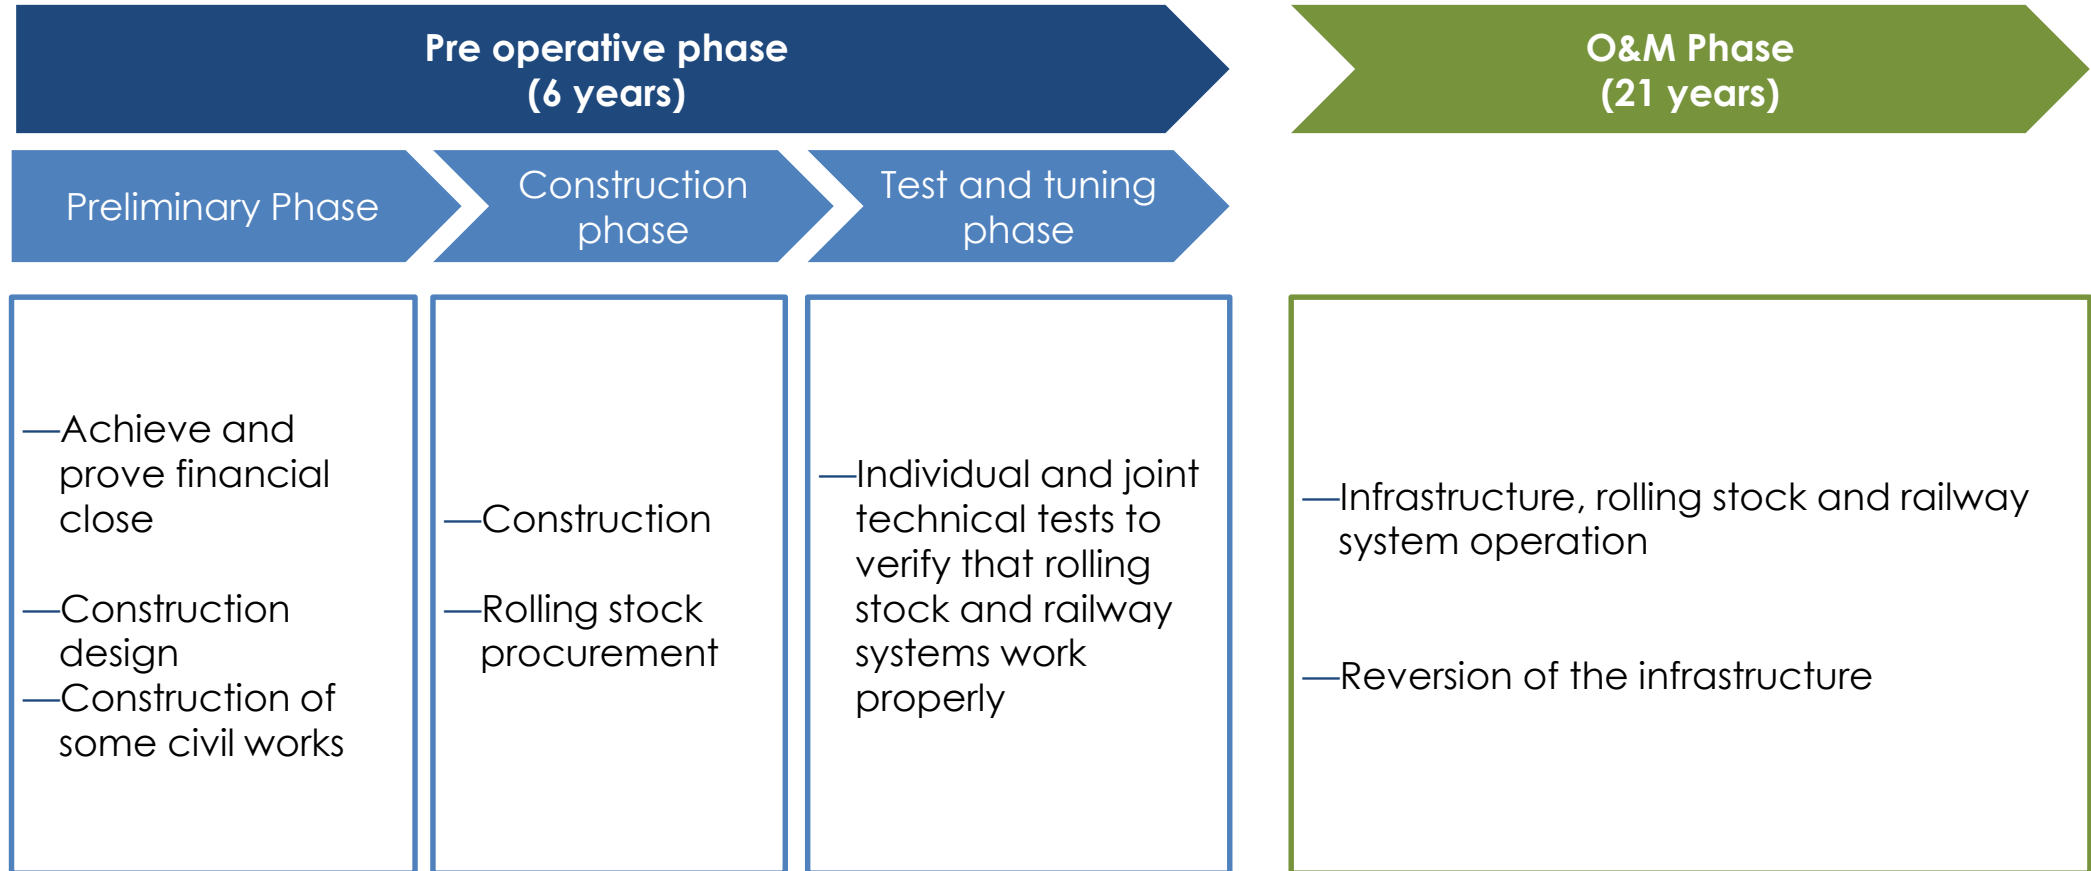 Pre operative phase
(6 years)
O&M Phase
(21 years)
Preliminary Phase
Construction
phase
Test and tuning
phase
—Achieve and
prove financial
close
—Construction
design
—Construction of
some civil works
—Construction
—Rolling stock
procurement
—Individual and joint
technical tests to
verify that rolling
stock and railway
systems work
properly
—Infrastructure, rolling stock and railway
system operation
—Reversion of the infrastructure